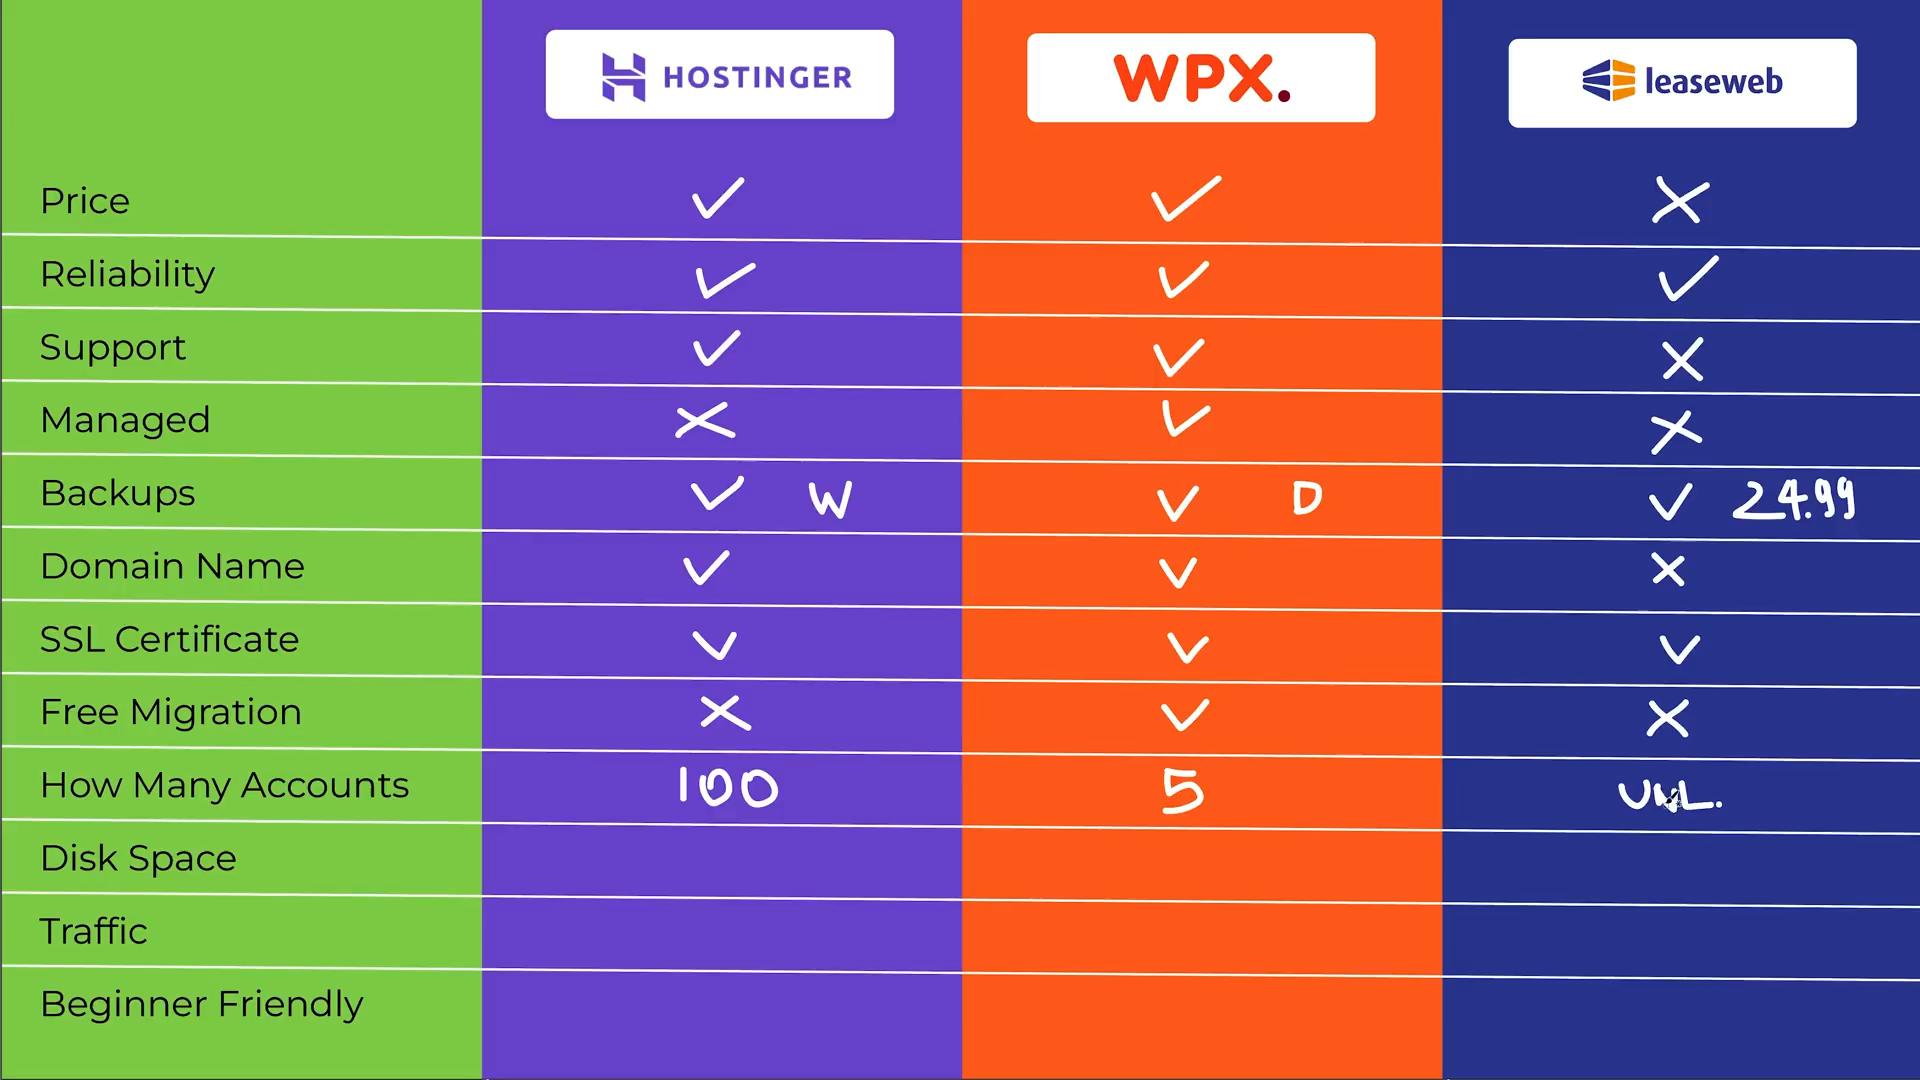 HOSTINGER WPX. leaseweb
Price ✓ ✓ ✗
Reliability ✓ ✓ ✓
Support ✓ ✓ ✗
Managed ✗ ✓ ✗
Backups ✓ W ✓ D ✓ 24.99
Domain Name ✓ ✓ ✗
SSL Certificate ✓ ✓ ✓
Free Migration ✗ ✓ ✗
How Many Accounts 100 5 UNL.
Disk Space
Traffic
Beginner Friendly